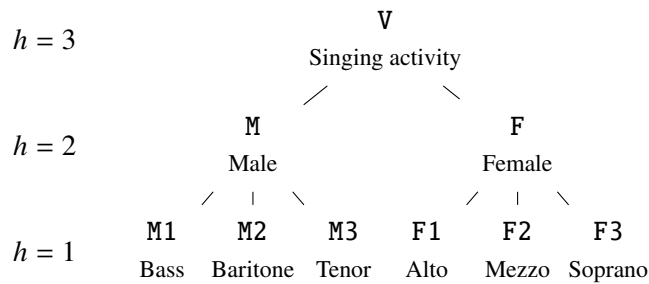 V
h = 3
Singing activity
M F
h = 2
Male Female
M1 M2 M3 F1 F2 F3
h = 1
Bass Baritone Tenor Alto Mezzo Soprano